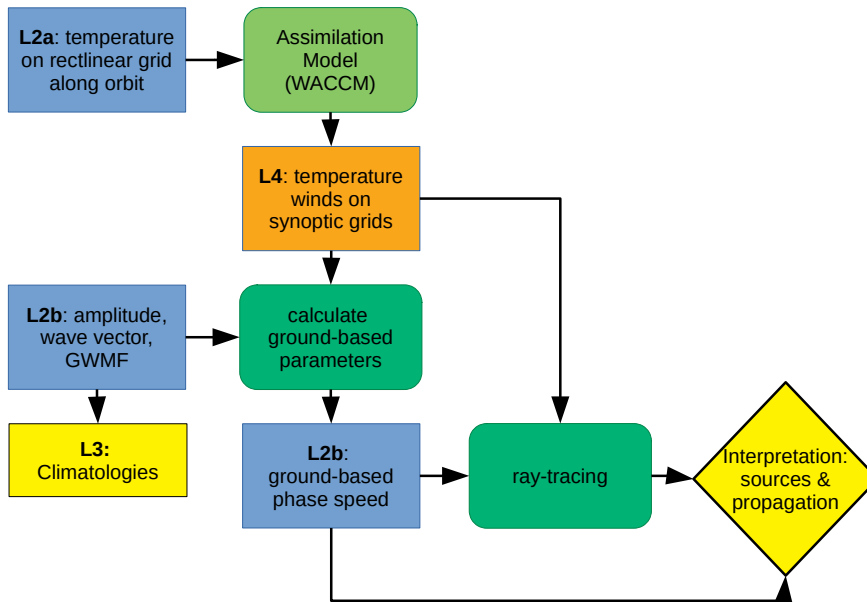 L2a: temperature
on rectlinear grid
along orbit
Assimilation
Model
(WACCM)
L4: temperature
winds on
synoptic grids
L2b: amplitude,
wave vector,
GWMF
calculate
ground-based
parameters
L3:
Climatologies
L2b:
ground-based
phase speed
ray-tracing
Interpretation:
sources &
propagation